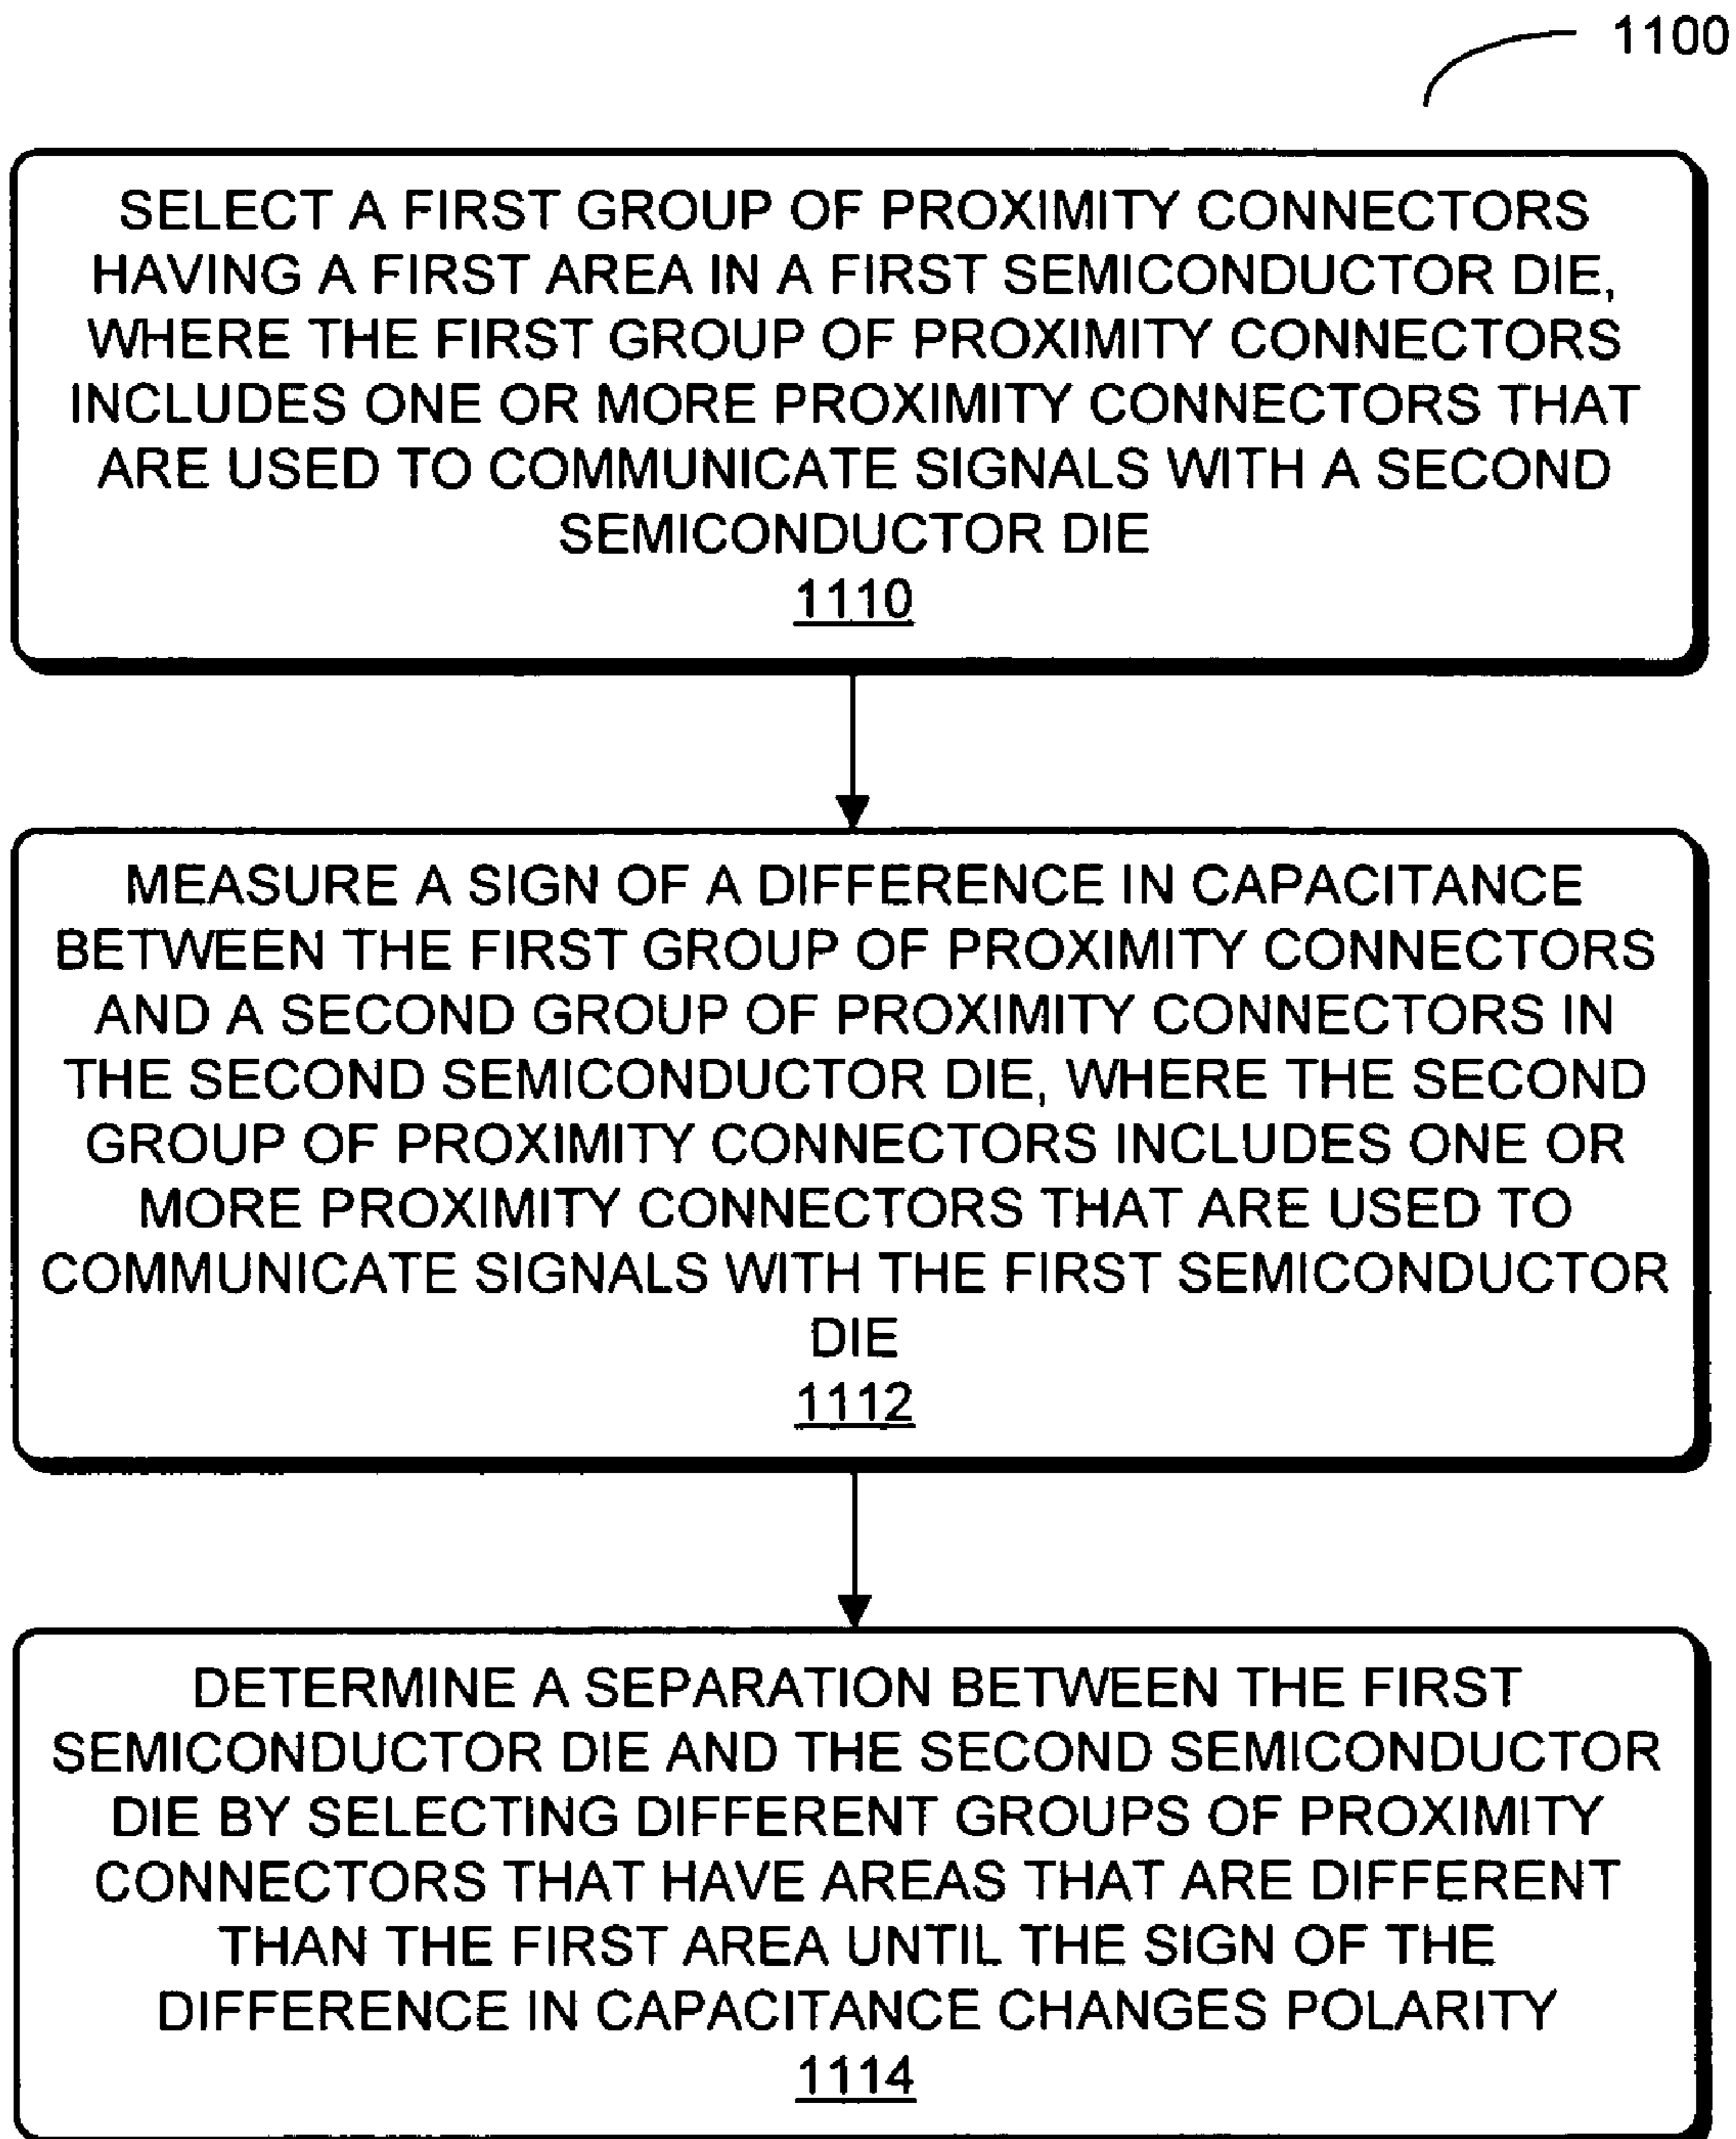 1100
SELECT A FIRST GROUP OF PROXIMITY CONNECTORS
HAVING A FIRST AREA IN A FIRST SEMICONDUCTOR DIE,
WHERE THE FIRST GROUP OF PROXIMITY CONNECTORS
INCLUDES ONE OR MORE PROXIMITY CONNECTORS THAT
ARE USED TO COMMUNICATE SIGNALS WITH A SECOND
SEMICONDUCTOR DIE
1110
MEASURE A SIGN OF A DIFFERENCE IN CAPACITANCE
BETWEEN THE FIRST GROUP OF PROXIMITY CONNECTORS
AND A SECOND GROUP OF PROXIMITY CONNECTORS IN
THE SECOND SEMICONDUCTOR DIE, WHERE THE SECOND
GROUP OF PROXIMITY CONNECTORS INCLUDES ONE OR
MORE PROXIMITY CONNECTORS THAT ARE USED TO
COMMUNICATE SIGNALS WITH THE FIRST SEMICONDUCTOR
DIE
1112
DETERMINE A SEPARATION BETWEEN THE FIRST
SEMICONDUCTOR DIE AND THE SECOND SEMICONDUCTOR
DIE BY SELECTING DIFFERENT GROUPS OF PROXIMITY
CONNECTORS THAT HAVE AREAS THAT ARE DIFFERENT
THAN THE FIRST AREA UNTIL THE SIGN OF THE
DIFFERENCE IN CAPACITANCE CHANGES POLARITY
1114